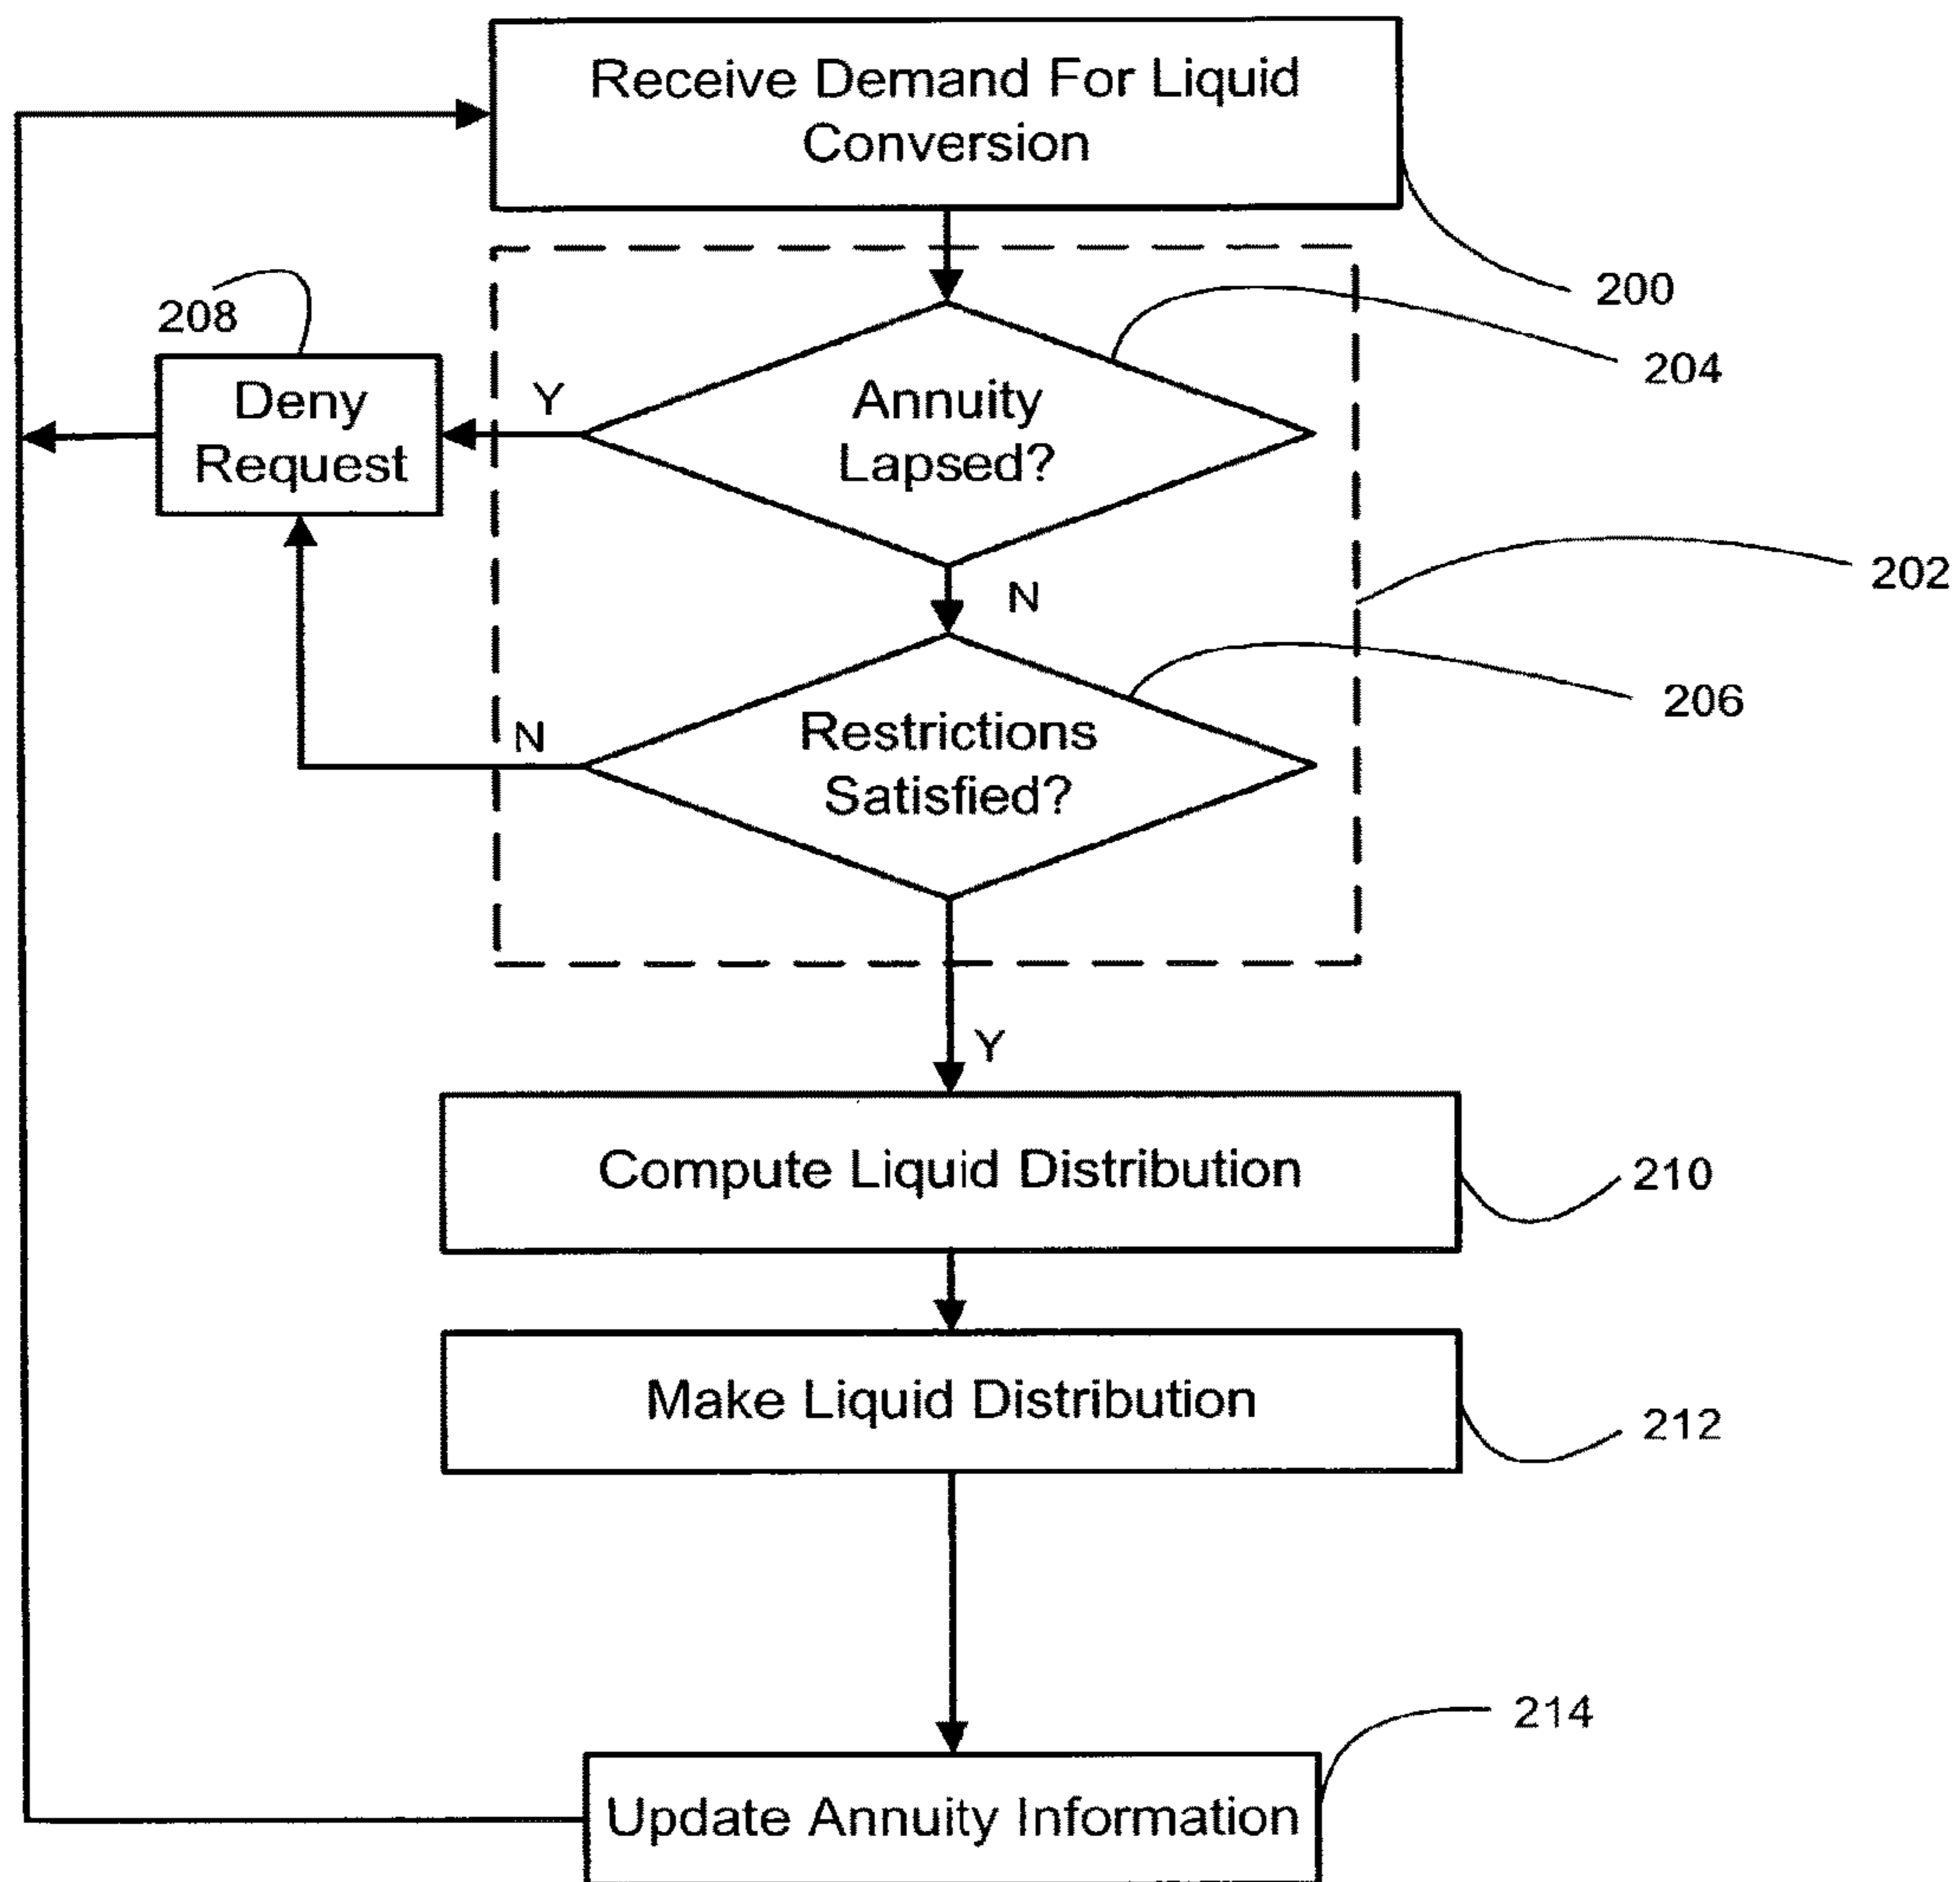 Receive Demand For Liquid
Conversion
200
208
204
Deny
Request
Y
Annuity
Lapsed?
202
N
206
N
Restrictions
Satisfied?
Y
Compute Liquid Distribution
210
Make Liquid Distribution
212
214
Update Annuity Information